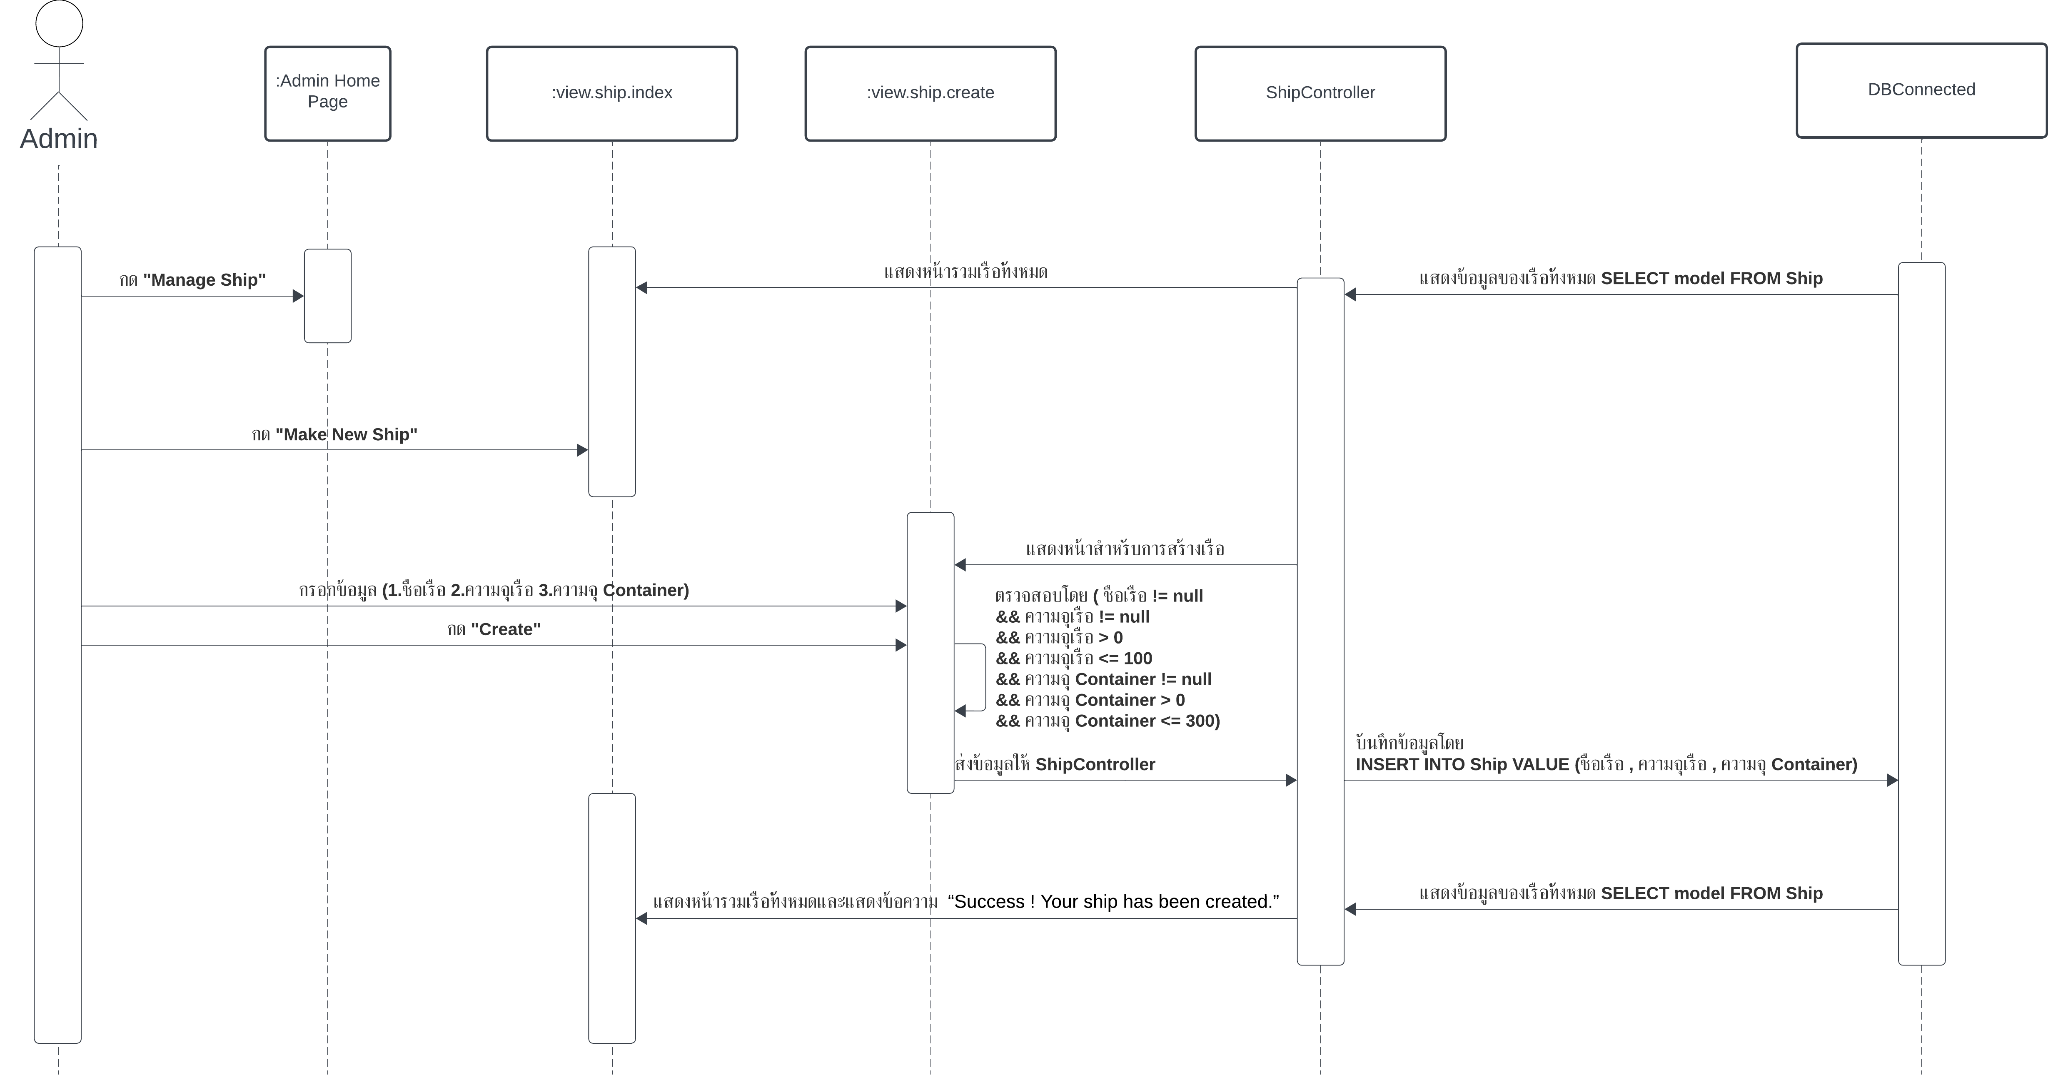 Admin
:Admin Home
Page
:view.ship.index
:view.ship.create
ShipController
DBConnected
กด "Manage Ship"
แสดงหน้ารวมเรือทั้งหมด
แสดงข้อมูลของเรือทั้งหมด SELECT model FROM Ship
กด "Make New Ship"
แสดงหน้าสำหรับการสร้างเรือ
กรอกข้อมูล (1.ชื่อเรือ 2.ความจุเรือ 3.ความจุ Container)
กด "Create"
ตรวจสอบโดย ( ชื่อเรือ != null
&& ความจุเรือ != null
&& ความจุเรือ > 0
&& ความจุเรือ <= 100
&& ความจุ Container != null
&& ความจุ Container > 0
&& ความจุ Container <= 300)
ส่งข้อมูลให้ ShipController
บันทึกข้อมูลโดย
INSERT INTO Ship VALUE (ชื่อเรือ , ความจุเรือ , ความจุ Container)
แสดงหน้ารวมเรือทั้งหมดและแสดงข้อความ “Success ! Your ship has been created.”
แสดงข้อมูลของเรือทั้งหมด SELECT model FROM Ship